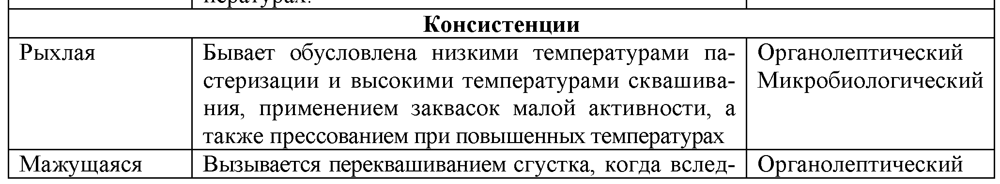 пературах.
Консистенции
Рыхлая
Бывает обусловлена низкими температурами па-
стеризации и высокими температурами сквашива-
ния, применением заквасок малой активности, а
также прессованием при повышенных температурах
Органолептический
Микробиологический
Мажущаяся
Вызывается переквашиванием сгустка, когда вслед-
Органолептический